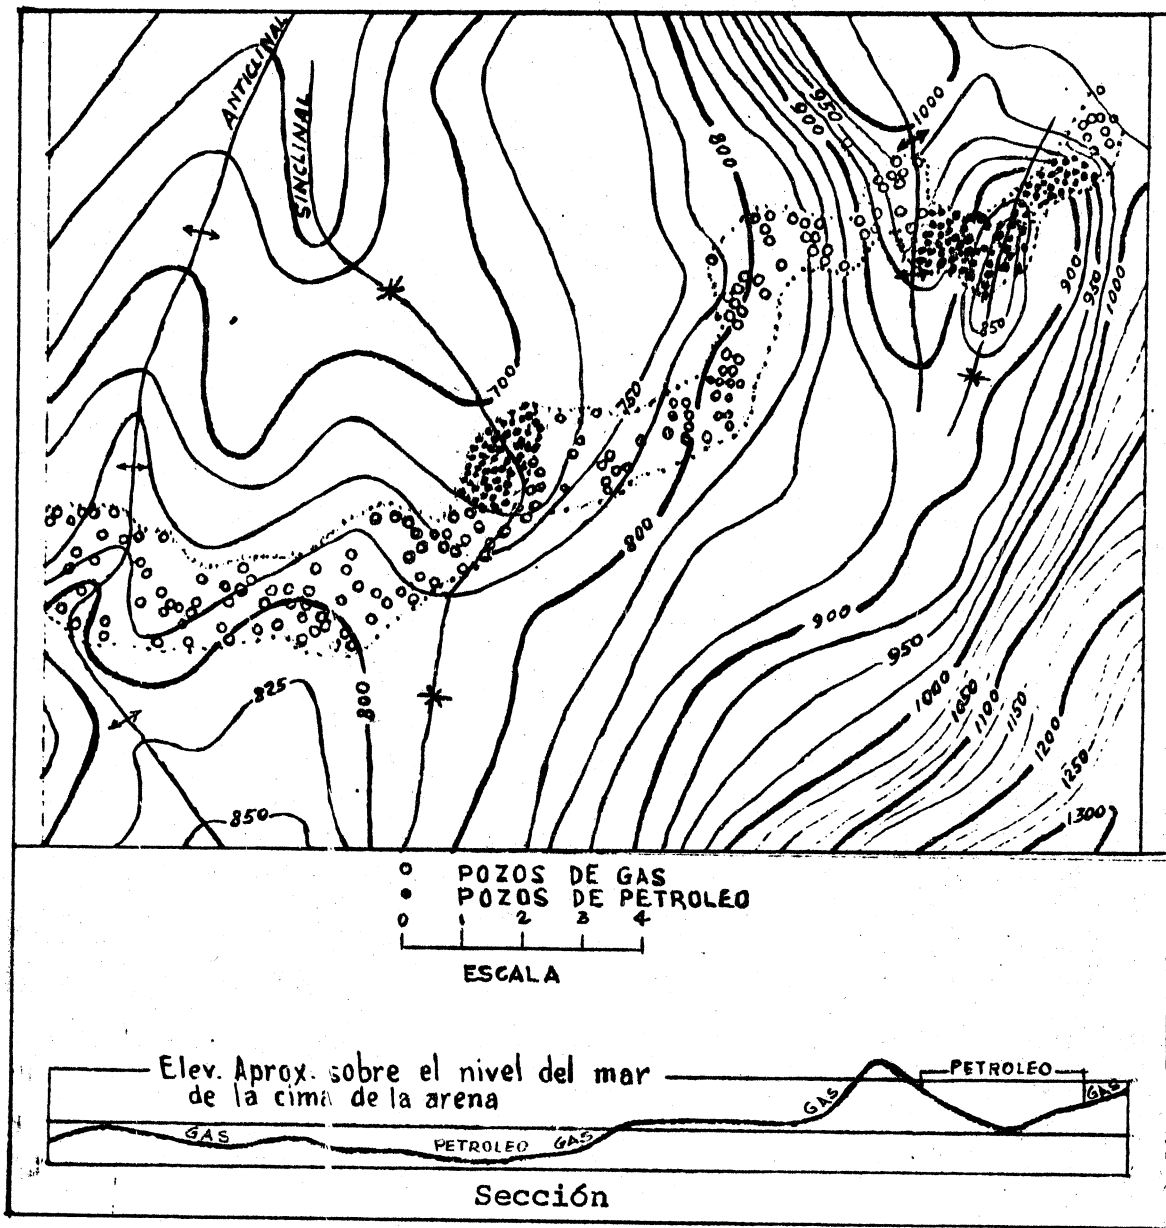 ANTICLINAL
SINCLINAL
800
900
950
1000
900
950
1000
850
700
750
800
900
950
1000
1050
1100
1150
1200
1250
1300
825
800
850
POZOS DE GAS
POZOS DE PETROLEO
0 1 2 3 4
ESCALA
Elev. Aprox. sobre el nivel del mar
de la cima de la arena
PETROLEO
GAS
GAS
GAS
PETROLEO
GAS
Sección